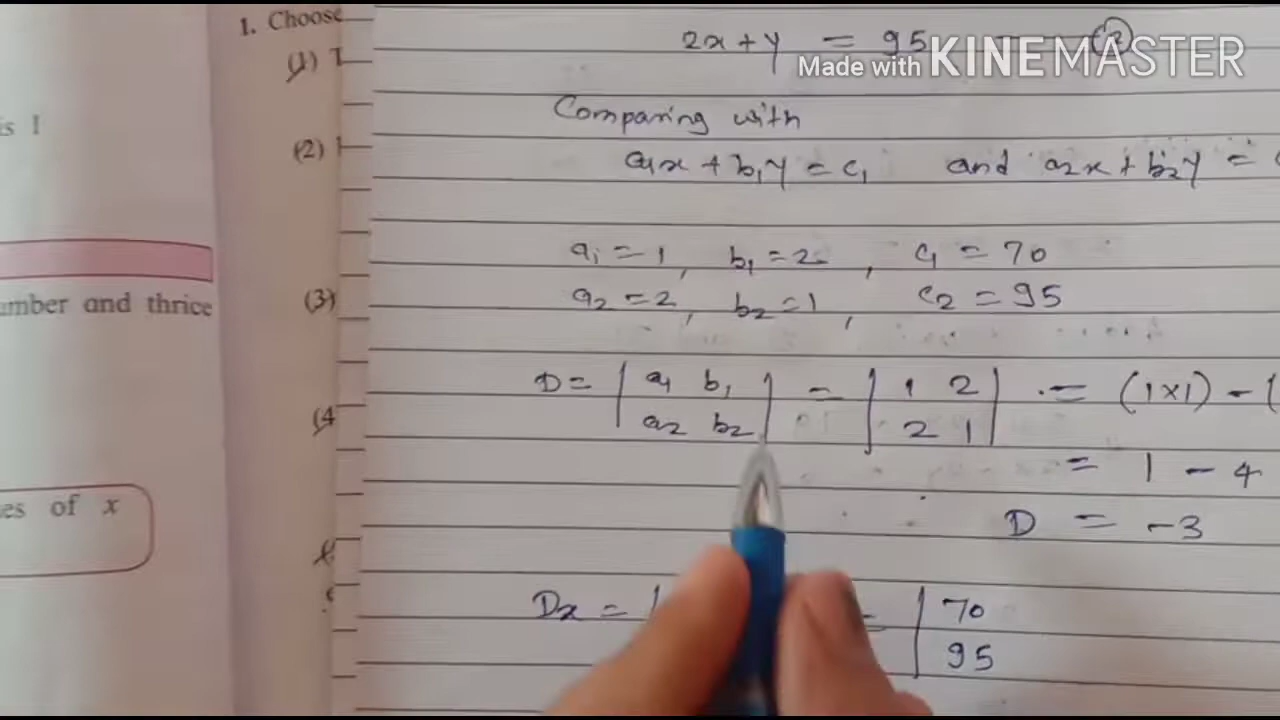 1. Choose
2x + y = 95 — (2)
Made with KINEMASTER
(1) T
is 1
Comparing with
(2)
a₁x + b₁y = c₁ and a₂x + b₂y =
a₁ = 1, b₁ = 2, c₁ = 70
umber and thrice
(3)
a₂ = 2, b₂ = 1, c₂ = 95
D = | a₁ b₁ | = | 1 2 | = (1×1) - (
(4
| a₂ b₂ | | 2 1 |
= 1 - 4
es of x
D = -3
Dx = | = | 70
| 95